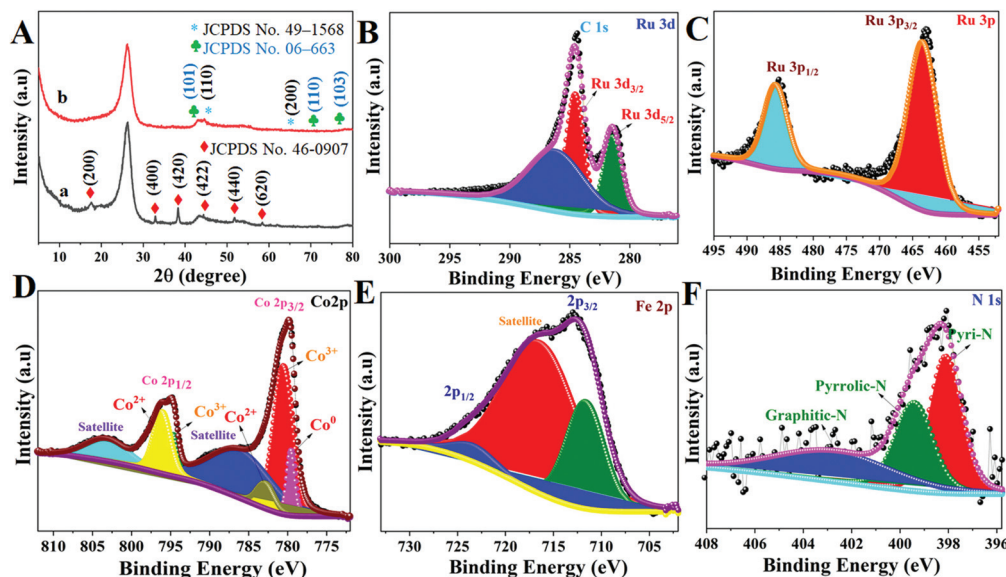 A
* JCPDS No. 49–1568
♣ JCPDS No. 06–663
(101)
(110)
(200)
(110)
(103)
b
♦ JCPDS No. 46-0907
a
(200)
(400)
(420)
(422)
(440)
(620)
Intensity (a.u)
10 20 30 40 50 60 70 80
2θ (degree)
B
Ru 3d
C 1s
Ru 3d3/2
Ru 3d5/2
Intensity (a.u)
300 295 290 285 280
Binding Energy (eV)
C
Ru 3p3/2
Ru 3p
Ru 3p1/2
Intensity (a.u)
495 490 485 480 475 470 465 460 455
Binding Energy (eV)
D
Co 2p3/2
Co2p
Co3+
Co 2p1/2
Co2+
Co3+
Co2+
Satellite
Satellite
Co0
Intensity (a.u)
810 805 800 795 790 785 780 775
Binding Energy (eV)
E
2p3/2
Fe 2p
Satellite
2p1/2
Intensity (a.u)
730 725 720 715 710 705
Binding Energy (eV)
F
N 1s
Pyri-N
Pyrrolic-N
Graphitic-N
Intensity (a.u)
408 406 404 402 400 398 396
Binding Energy (eV)